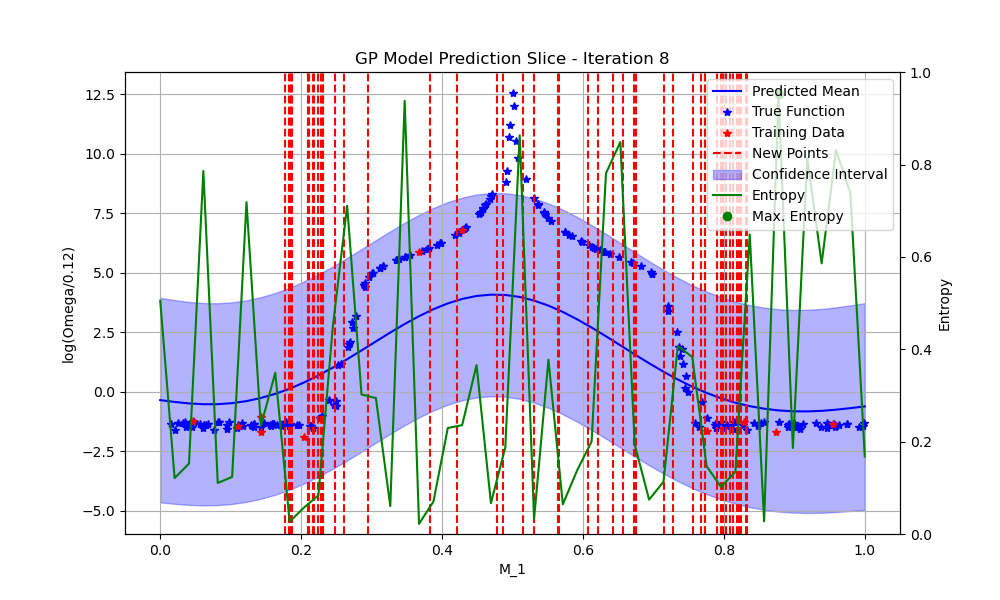 GP Model Prediction Slice - Iteration 8
Predicted Mean
True Function
Training Data
New Points
Confidence Interval
Entropy
Max. Entropy
log(Omega/0.12)
12.5
10.0
7.5
5.0
2.5
0.0
−2.5
−5.0
1.0
0.8
0.6
0.4
0.2
0.0
Entropy
0.0
0.2
0.4
0.6
0.8
1.0
M_1